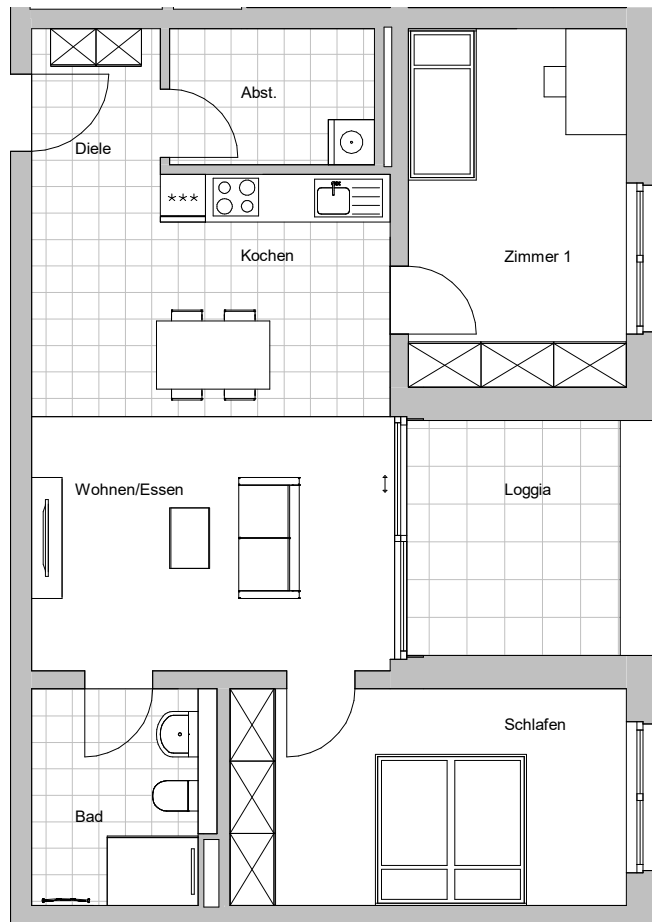 Abst.
Diele
***
Kochen
Zimmer 1
Wohnen/Essen
Loggia
Schlafen
Bad